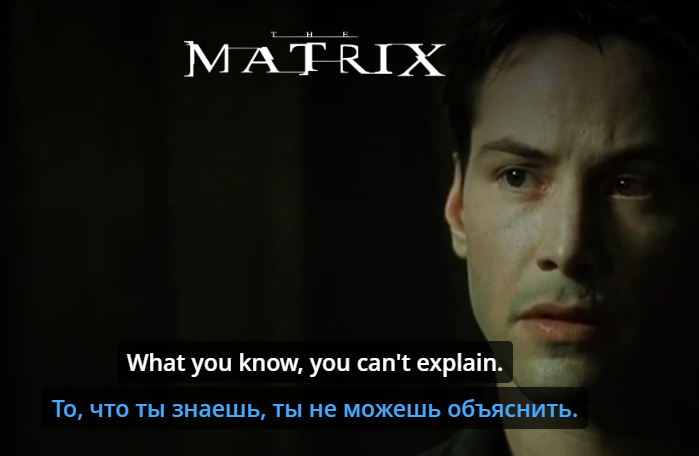 THE
MATRIX
What you know, you can't explain.
То, что ты знаешь, ты не можешь объяснить.